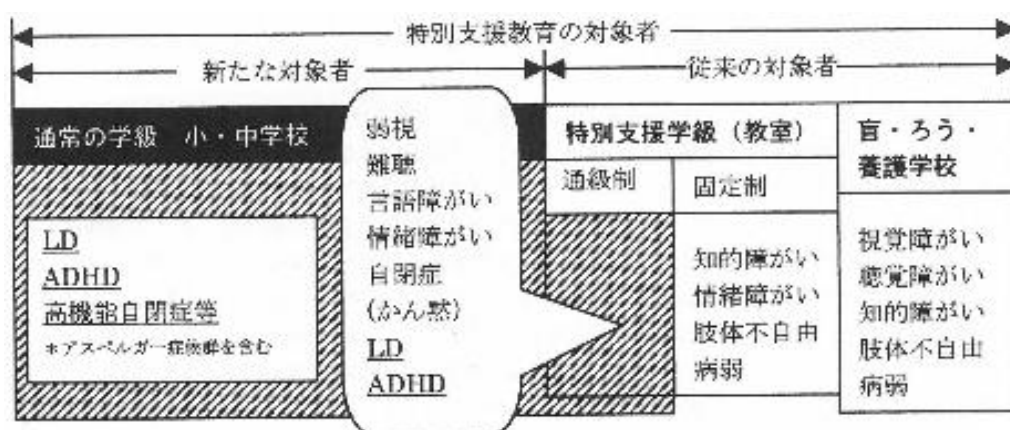 特別支援教育の対象者
新たな対象者
従来の対象者
通常の学級 小・中学校
LD
ADHD
高機能自閉症等
*アスペルガー症候群を含む
弱視
難聴
言語障がい
情緒障がい
自閉症
(かん黙)
LD
ADHD
特別支援学級(教室)
通級制
固定制
知的障がい
情緒障がい
肢体不自由
病弱
盲・ろう・
養護学校
視覚障がい
聴覚障がい
知的障がい
肢体不自由
病弱